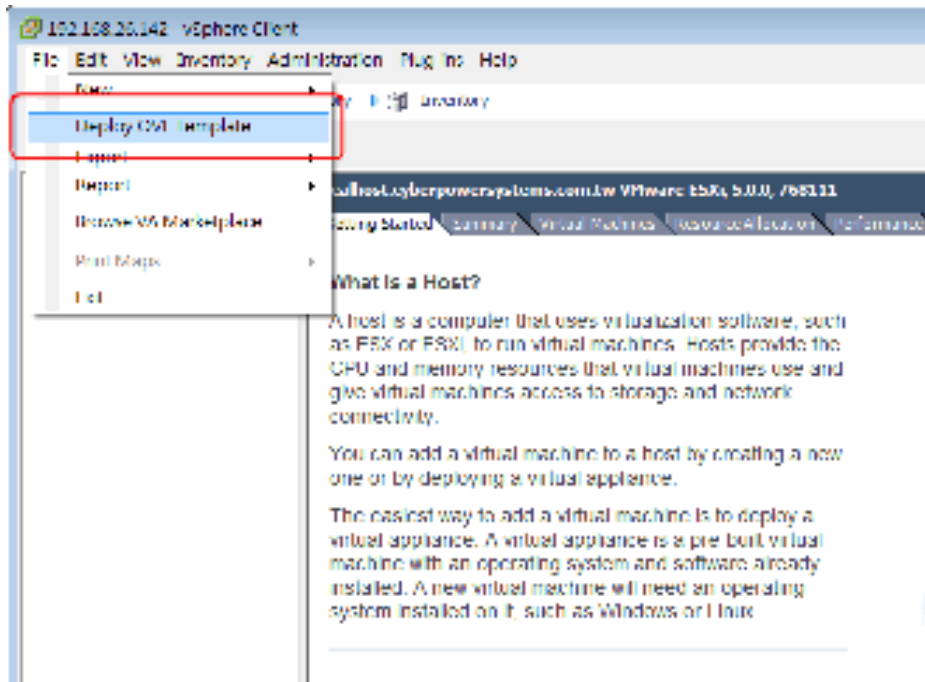 192.168.26.142 - vSphere Client
File Edit View Inventory Administration Plug-ins Help
New
Inventory
Deploy OVF Template
Export
Report
Browse VA Marketplace
Print Maps
Exit
calhost.cyberpowersystems.com.tw VMware ESXi, 5.0.0, 768111
etting Started Summary Virtual Machines Resource Allocation Performance
What is a Host?
A host is a computer that uses virtualization software, such
as ESX or ESXi, to run virtual machines. Hosts provide the
CPU and memory resources that virtual machines use and
give virtual machines access to storage and network
connectivity.
You can add a virtual machine to a host by creating a new
one or by deploying a virtual appliance.
The easiest way to add a virtual machine is to deploy a
virtual appliance. A virtual appliance is a pre-built virtual
machine with an operating system and software already
installed. A new virtual machine will need an operating
system installed on it, such as Windows or Linux.